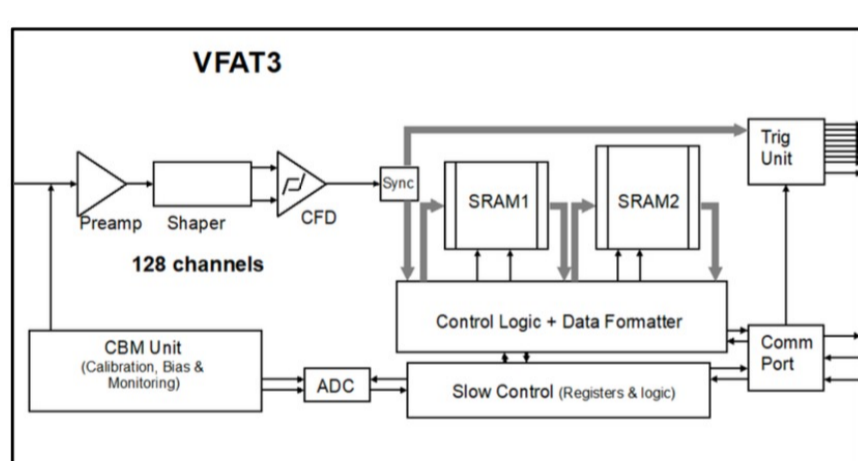 VFAT3
Trig
Unit
Sync
SRAM1
SRAM2
Preamp
Shaper
CFD
128 channels
Control Logic + Data Formatter
CBM Unit
(Calibration, Bias &
Monitoring)
ADC
Slow Control (Registers & logic)
Comm
Port